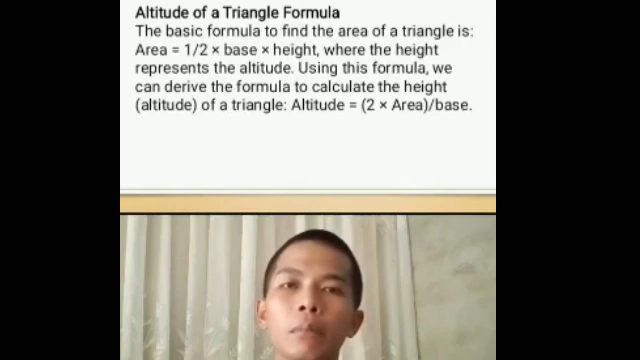 Altitude of a Triangle Formula
The basic formula to find the area of a triangle is:
Area = 1/2 × base × height, where the height
represents the altitude. Using this formula, we
can derive the formula to calculate the height
(altitude) of a triangle: Altitude = (2 × Area)/base.